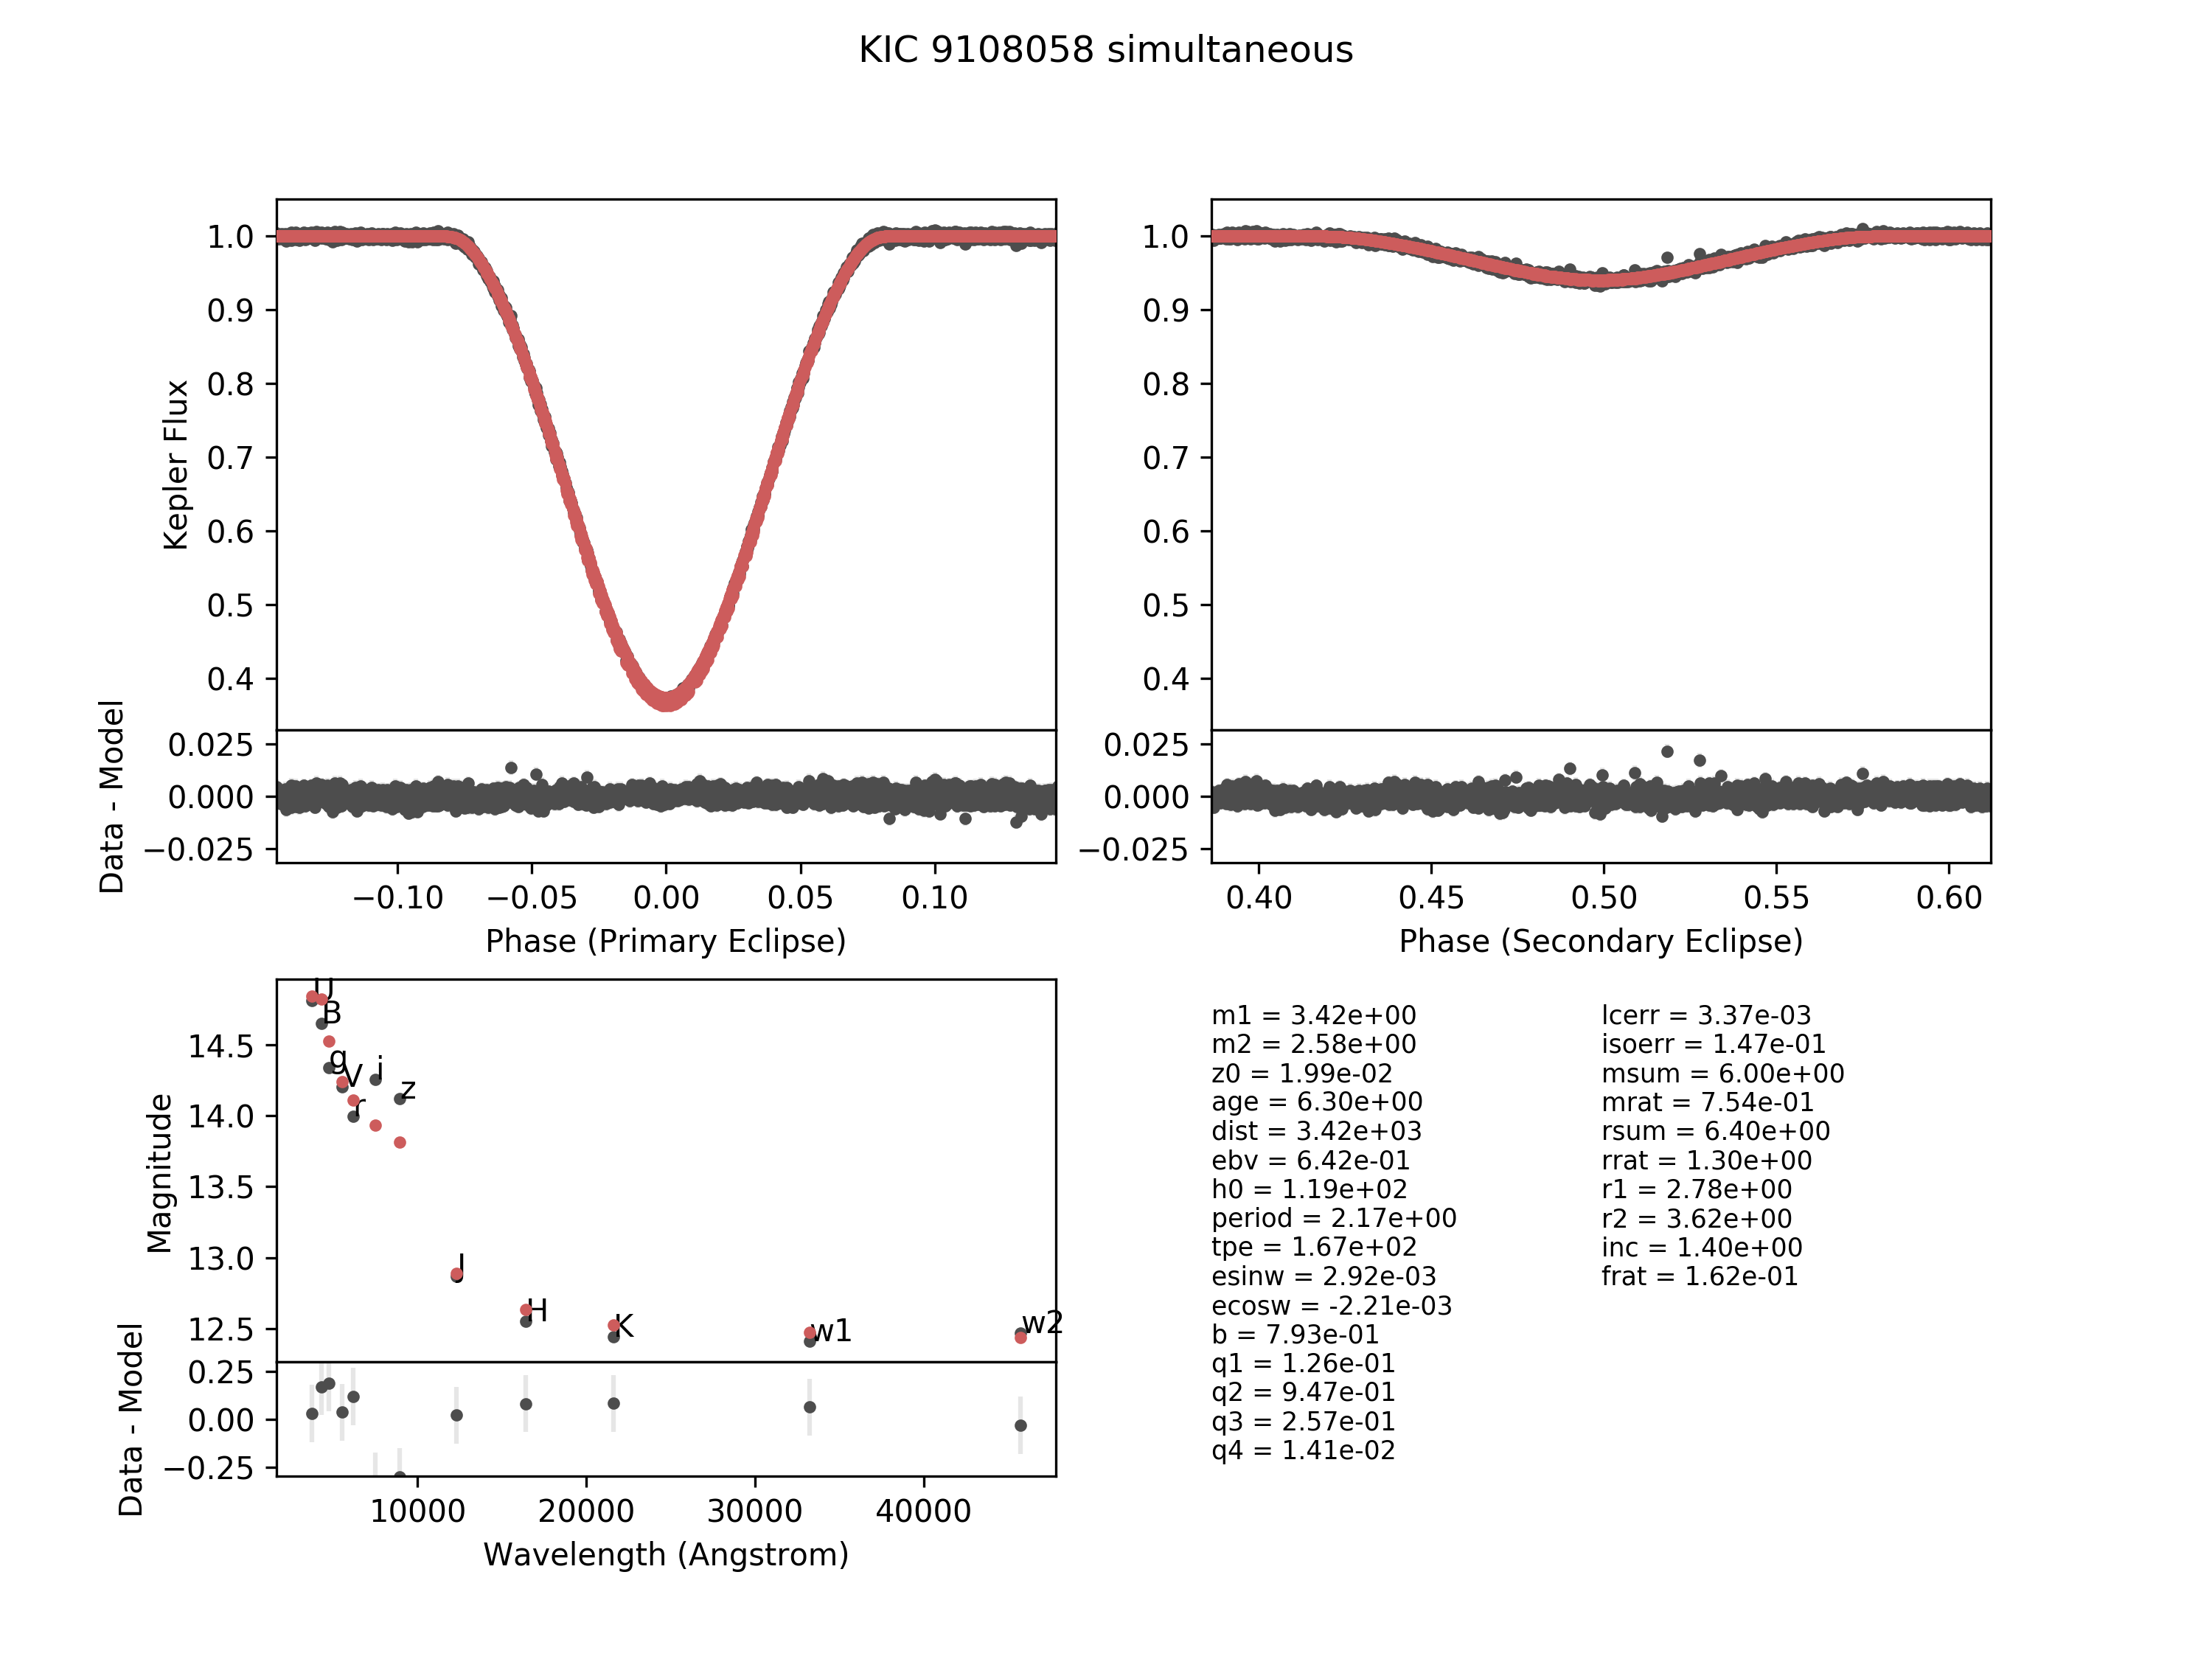 KIC 9108058 simultaneous
1.0
0.9
0.8
0.7
0.6
0.5
0.4
Kepler Flux
0.025
0.000
−0.025
Data - Model
−0.10 −0.05 0.00 0.05 0.10
Phase (Primary Eclipse)
1.0
0.9
0.8
0.7
0.6
0.5
0.4
0.025
0.000
−0.025
0.40 0.45 0.50 0.55 0.60
Phase (Secondary Eclipse)
14.5
14.0
13.5
13.0
12.5
Magnitude
U
B
g
V
r
i
z
J
H
K
w1
w2
0.25
0.00
−0.25
Data - Model
10000 20000 30000 40000
Wavelength (Angstrom)
m1 = 3.42e+00
m2 = 2.58e+00
z0 = 1.99e-02
age = 6.30e+00
dist = 3.42e+03
ebv = 6.42e-01
h0 = 1.19e+02
period = 2.17e+00
tpe = 1.67e+02
esinw = 2.92e-03
ecosw = -2.21e-03
b = 7.93e-01
q1 = 1.26e-01
q2 = 9.47e-01
q3 = 2.57e-01
q4 = 1.41e-02
lcerr = 3.37e-03
isoerr = 1.47e-01
msum = 6.00e+00
mrat = 7.54e-01
rsum = 6.40e+00
rrat = 1.30e+00
r1 = 2.78e+00
r2 = 3.62e+00
inc = 1.40e+00
frat = 1.62e-01